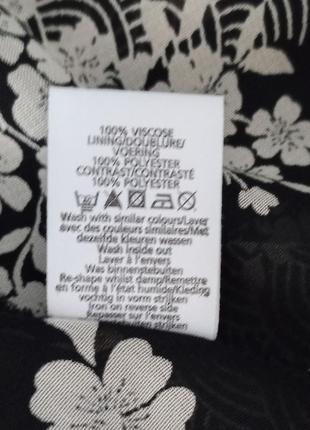 100% VISCOSE
LINING/DOUBLURE/
VOERING
100% POLYESTER
CONTRAST/CONTRASTÉ
100% POLYESTER
Wash with similar colours/Laver
avec des couleurs similaires/Met
dezelfde kleuren wassen
Wash inside out
Laver à l'envers
Was binnenstebuiten
Re-shape whilst damp/Remettre
en forme à l'état humide/Kleding
vochtig in vorm strijken
Iron on reverse side
Repasser sur l'envers